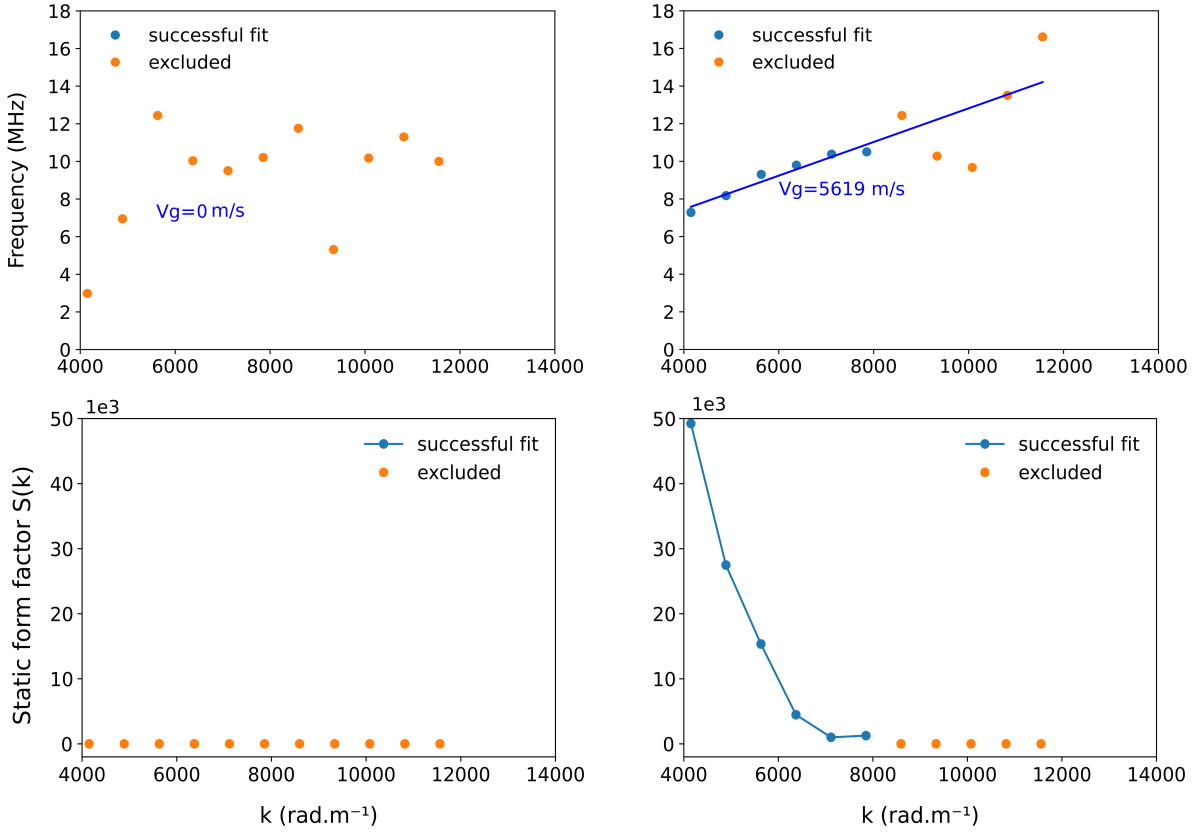 18
16
14
12
10
8
6
4
2
0
Frequency (MHz)
successful fit
excluded
Vg=0 m/s
4000 6000 8000 10000 12000 14000
18
16
14
12
10
8
6
4
2
0
successful fit
excluded
Vg=5619 m/s
4000 6000 8000 10000 12000 14000
1e3
50
40
30
20
10
0
Static form factor S(k)
successful fit
excluded
4000 6000 8000 10000 12000 14000
k (rad.m⁻¹)
1e3
50
40
30
20
10
0
successful fit
excluded
4000 6000 8000 10000 12000 14000
k (rad.m⁻¹)